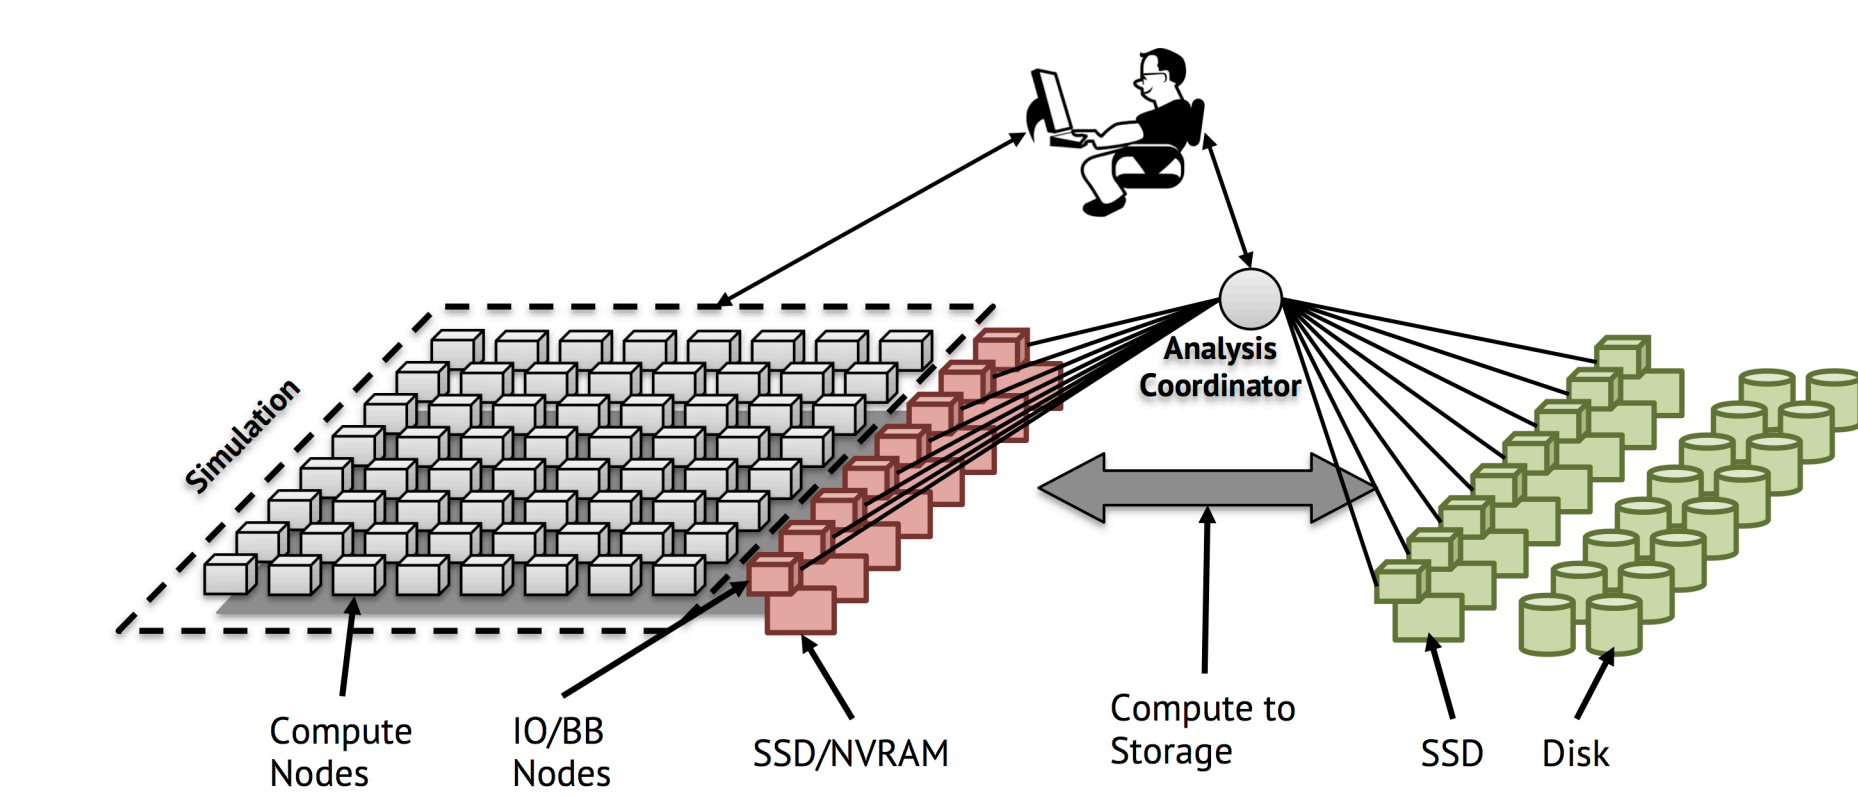 Simulation
Analysis
Coordinator
Compute
Nodes
IO/BB
Nodes
SSD/NVRAM
Compute to
Storage
SSD
Disk